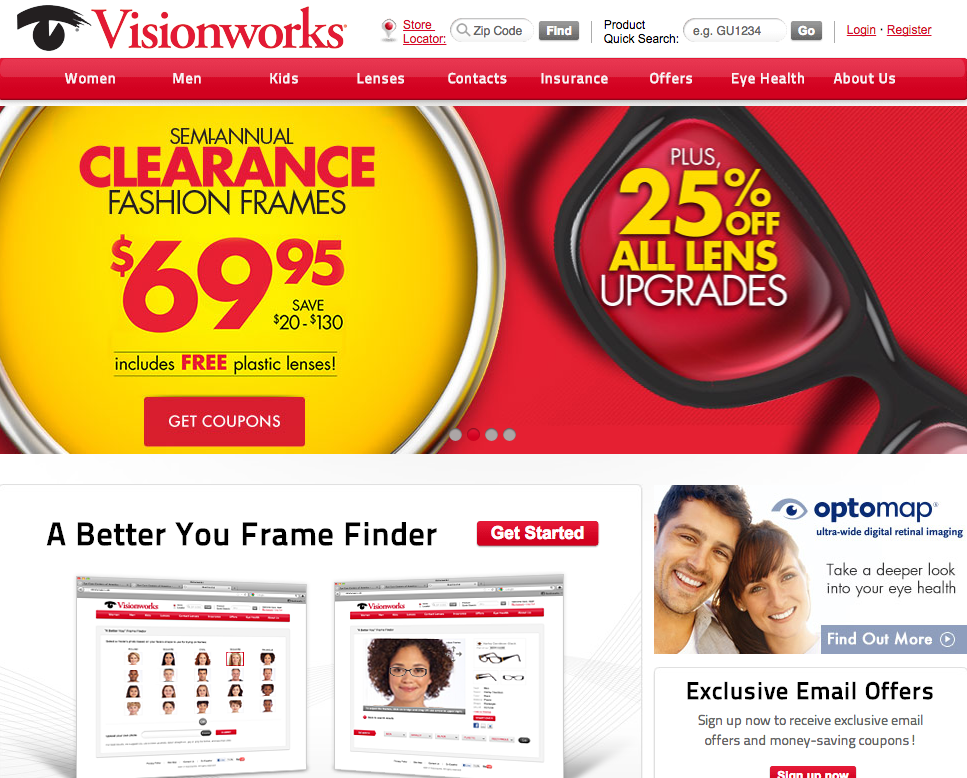 Visionworks
Store
Locator:
Zip Code
Find
Product
Quick Search:
e.g. GU1234
Go
Login · Register
Women Men Kids Lenses Contacts Insurance Offers Eye Health About Us
SEMI-ANNUAL
CLEARANCE
FASHION FRAMES
$69.95
SAVE
$20 - $130
includes FREE plastic lenses!
GET COUPONS
PLUS,
25%
OFF
ALL LENS
UPGRADES
A Better You Frame Finder
Get Started
Visionworks
Visionworks
optomap®
ultra-wide digital retinal imaging
Take a deeper look
into your eye health
Find Out More
Exclusive Email Offers
Sign up now to receive exclusive email
offers and money-saving coupons!
Sign up now